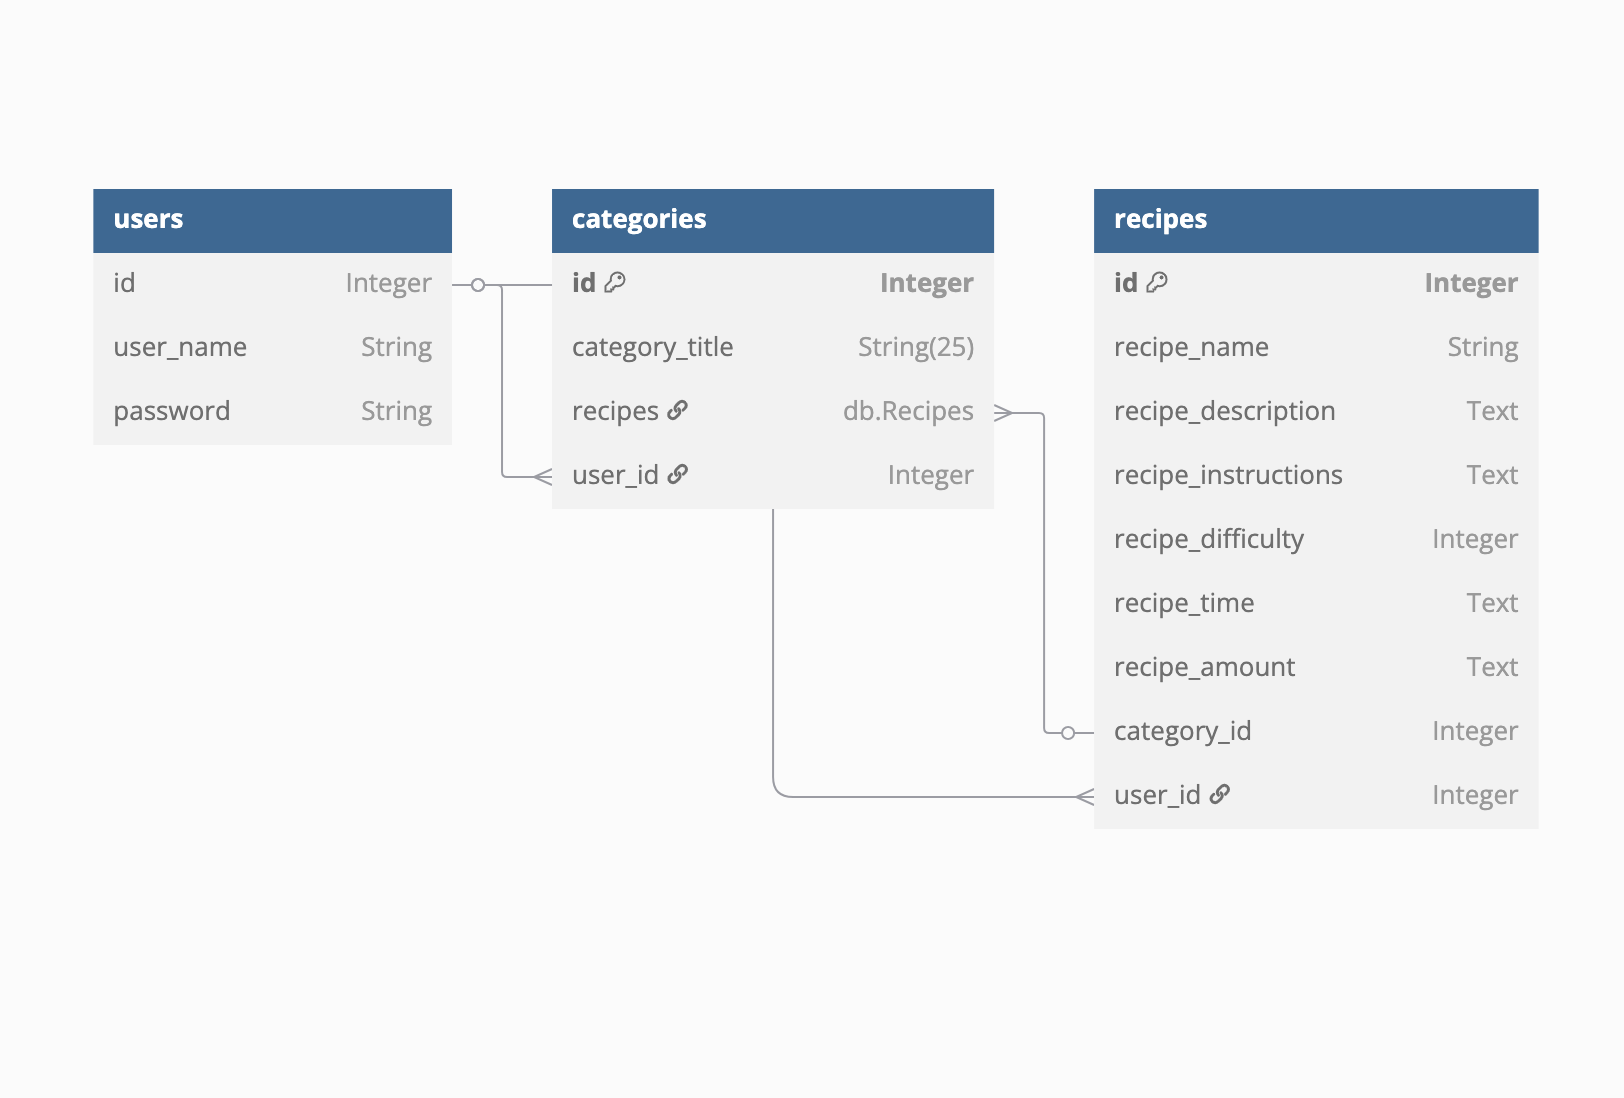 users
id Integer
user_name String
password String
categories
id Integer
category_title String(25)
recipes db.Recipes
user_id Integer
recipes
id Integer
recipe_name String
recipe_description Text
recipe_instructions Text
recipe_difficulty Integer
recipe_time Text
recipe_amount Text
category_id Integer
user_id Integer